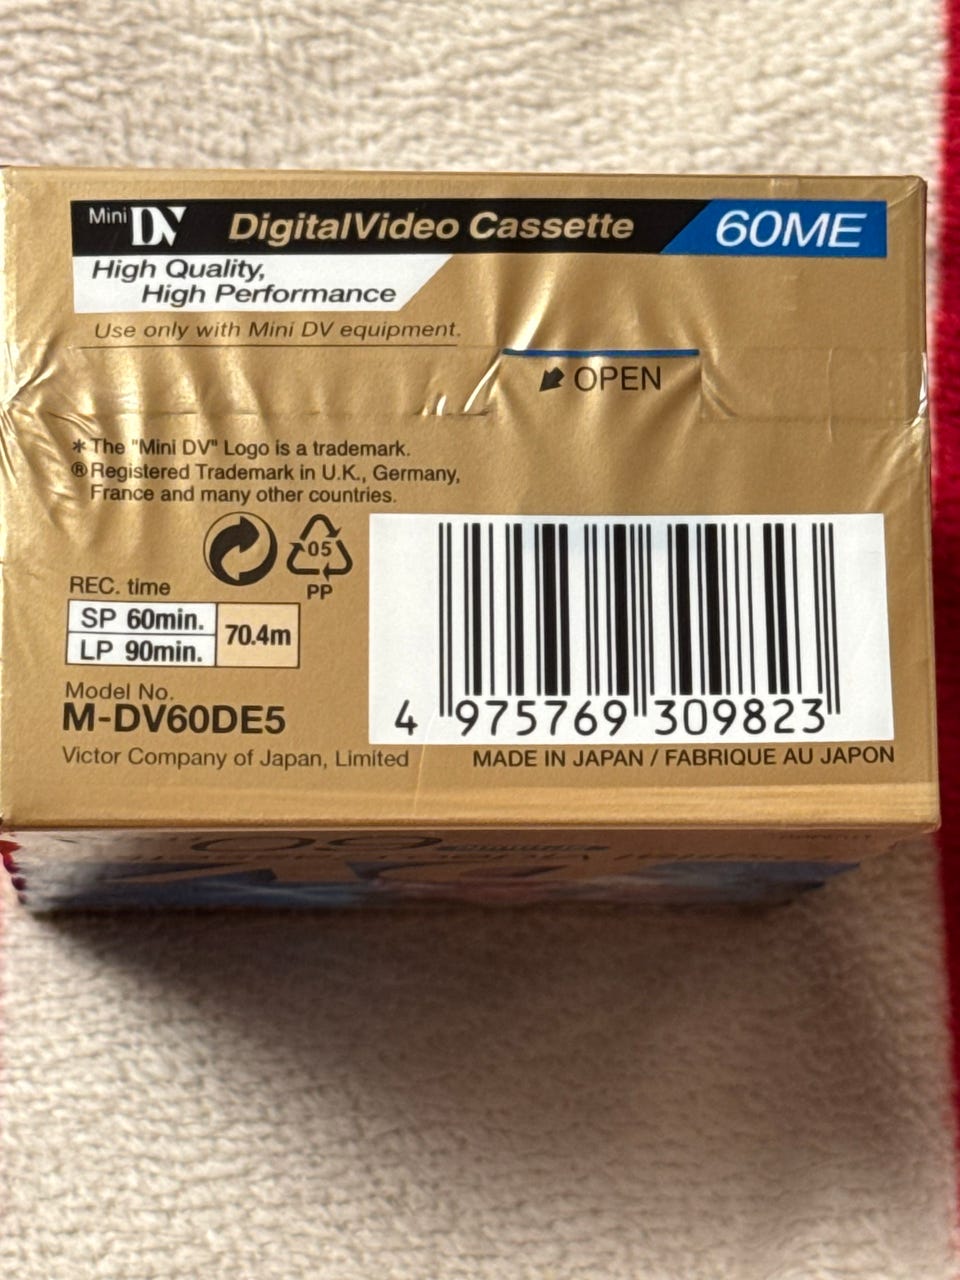 Mini DV DigitalVideo Cassette 60ME
High Quality,
High Performance
Use only with Mini DV equipment.
OPEN
* The "Mini DV" Logo is a trademark.
® Registered Trademark in U.K., Germany,
France and many other countries.
05
PP
REC. time
SP 60min.
LP 90min.
70.4m
Model No.
M-DV60DE5
4 975769 309823
Victor Company of Japan, Limited
MADE IN JAPAN / FABRIQUE AU JAPON